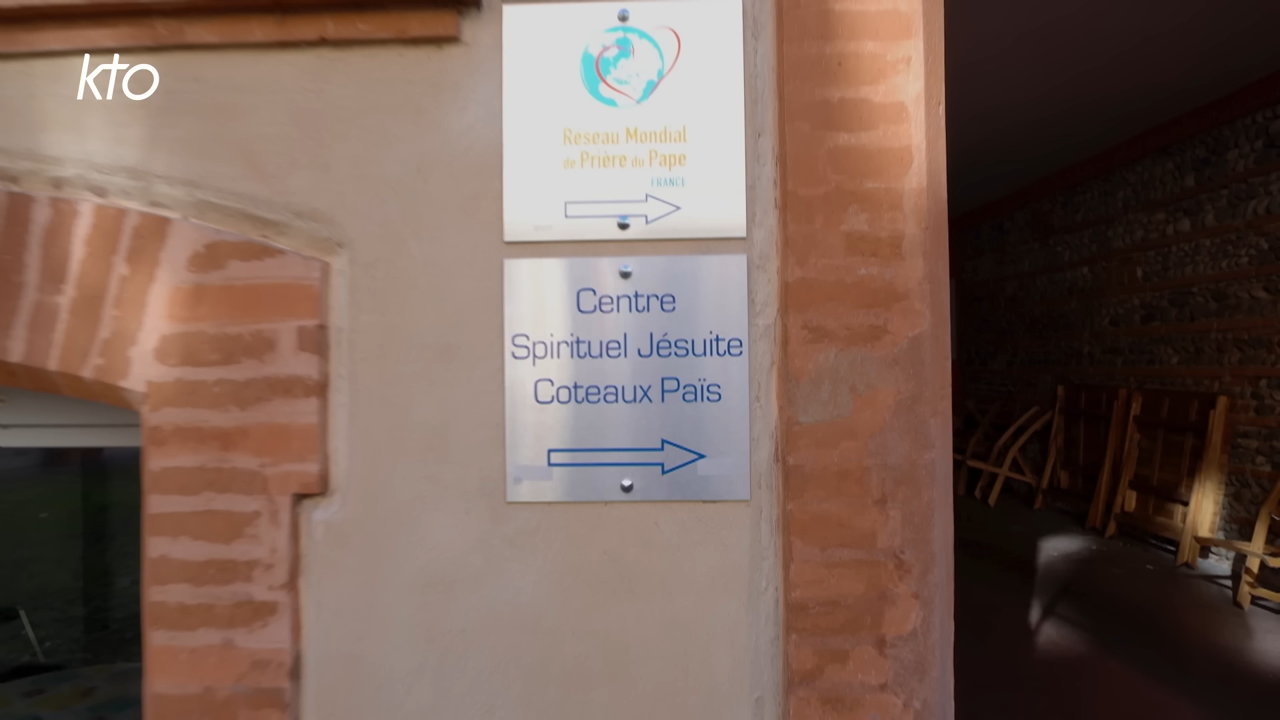 kto
Reseau Mondial
de Prière du Pape
FRANCE
Centre
Spirituel Jésuite
Coteaux Païs